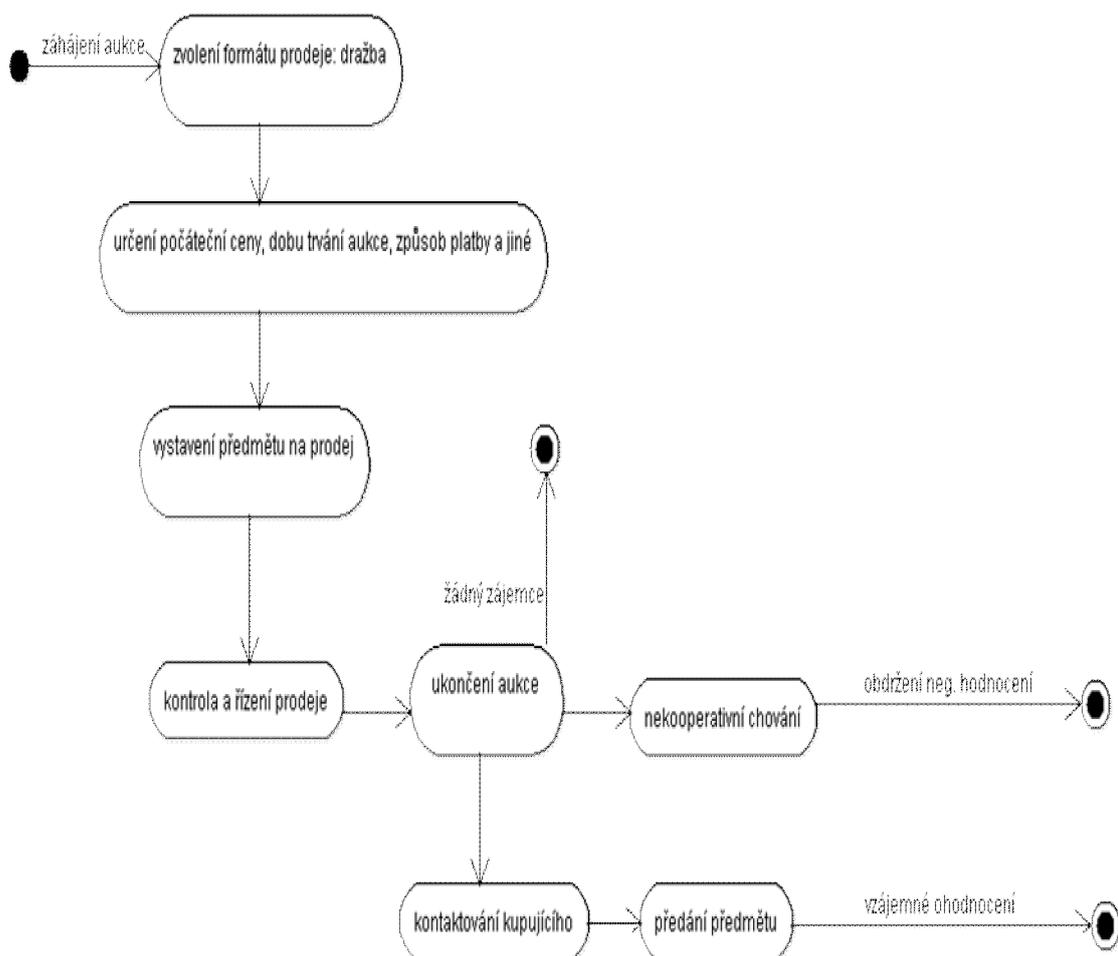 záhájení aukce
zvolení formátu prodeje: dražba
určení počáteční ceny, dobu trvání aukce, způsob platby a jiné
vystavení předmětu na prodej
žádný zájemce
kontrola a řízení prodeje
ukončení aukce
nekooperativní chování
obdržení neg. hodnocení
kontaktování kupujícího
předání předmětu
vzájemné ohodnocení